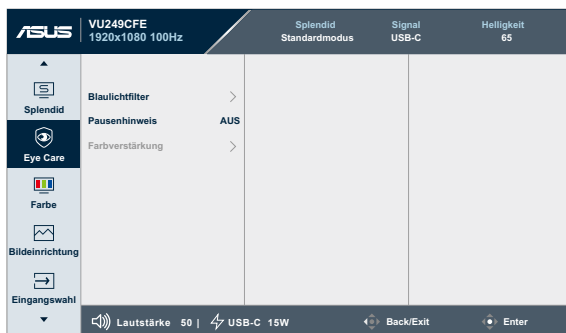 ASUS
VU249CFE
1920x1080 100Hz
Splendid
Standardmodus
Signal
USB-C
Helligkeit
65
Splendid
Eye Care
Farbe
Bildeinrichtung
Eingangswahl
Blaulichtfilter
Pausenhinweis AUS
Farbverstärkung
Lautstärke 50 | USB-C 15W
Back/Exit
Enter